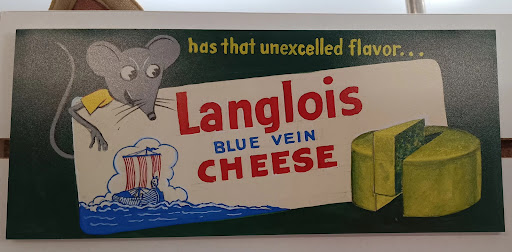 has that unexcelled flavor...
Langlois
BLUE VEIN
CHEESE